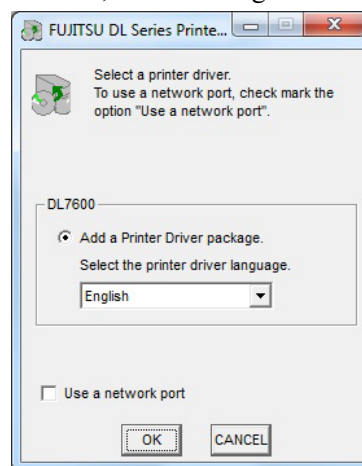 FUJITSU DL Series Printe...
Select a printer driver.
To use a network port, check mark the
option "Use a network port".
DL7600
Add a Printer Driver package.
Select the printer driver language.
English
Use a network port
OK
CANCEL